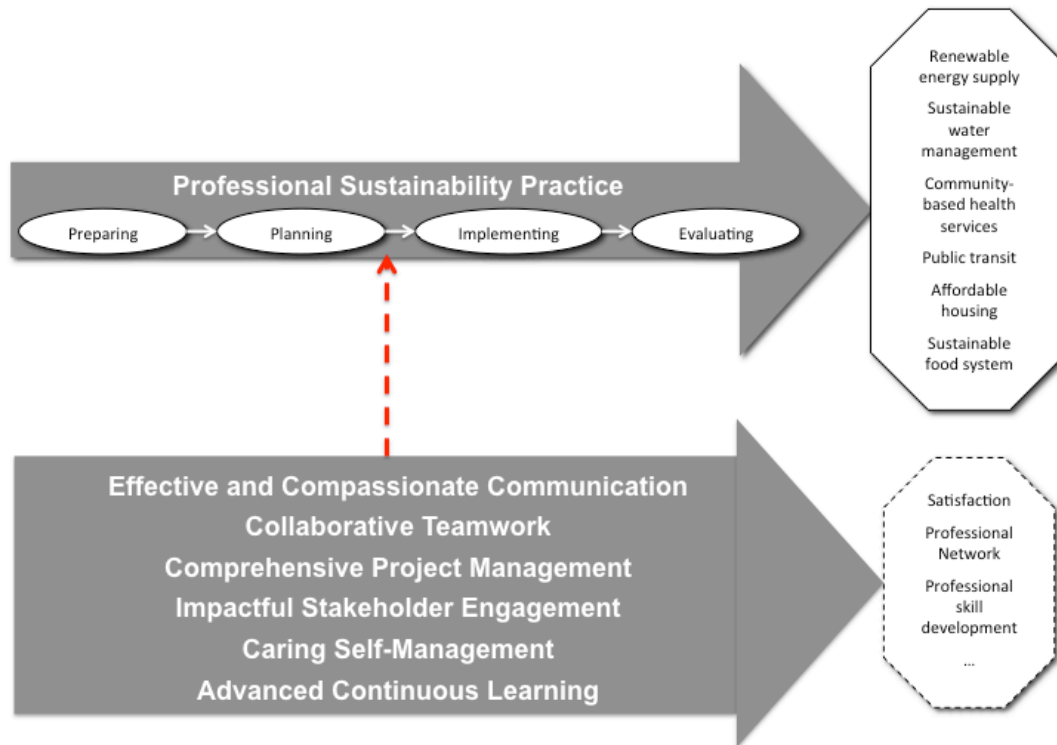 Professional Sustainability Practice
Preparing
Planning
Implementing
Evaluating
Renewable
energy supply
Sustainable
water
management
Community-
based health
services
Public transit
Affordable
housing
Sustainable
food system
Effective and Compassionate Communication
Collaborative Teamwork
Comprehensive Project Management
Impactful Stakeholder Engagement
Caring Self-Management
Advanced Continuous Learning
Satisfaction
Professional
Network
Professional
skill
development
...